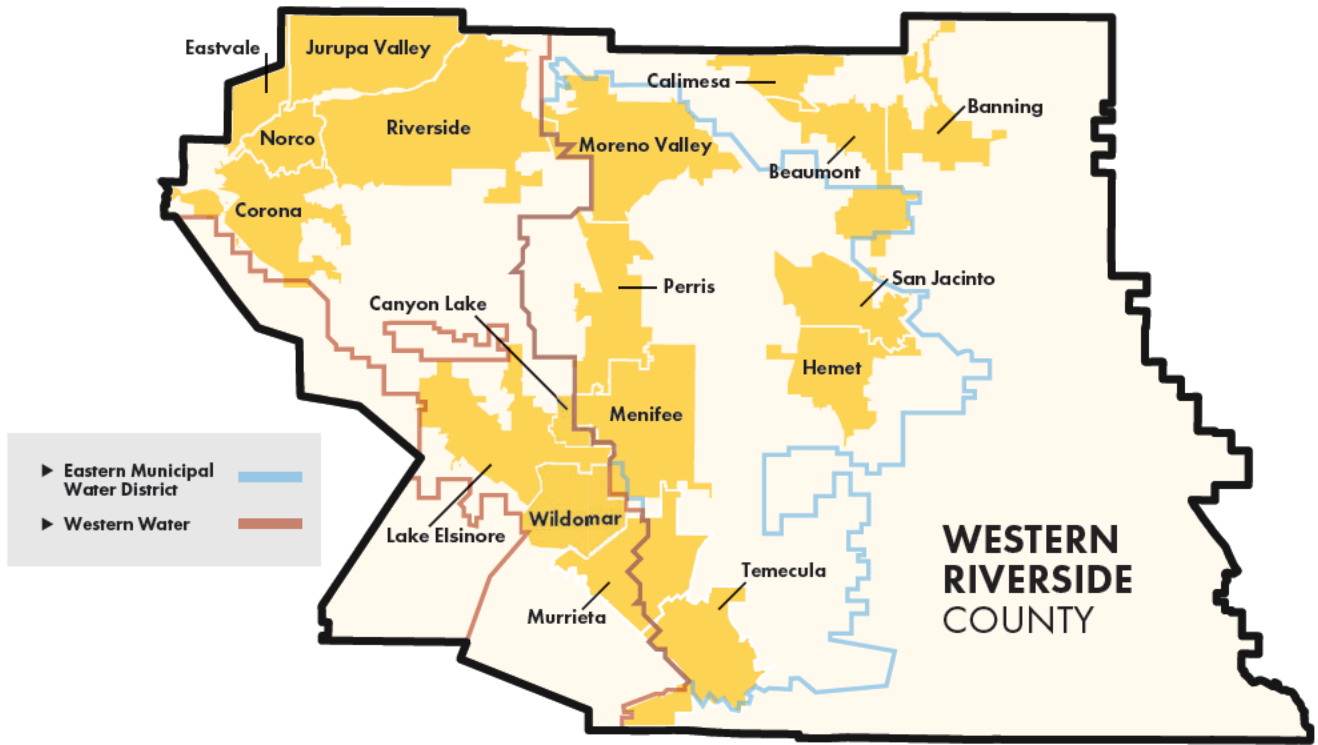 Eastvale
Jurupa Valley
Calimesa
Banning
Norco
Riverside
Moreno Valley
Beaumont
Corona
San Jacinto
Perris
Canyon Lake
Hemet
Menifee
Eastern Municipal
Water District
Western Water
Lake Elsinore
Wildomar
Temecula
Murrieta
WESTERN
RIVERSIDE
COUNTY